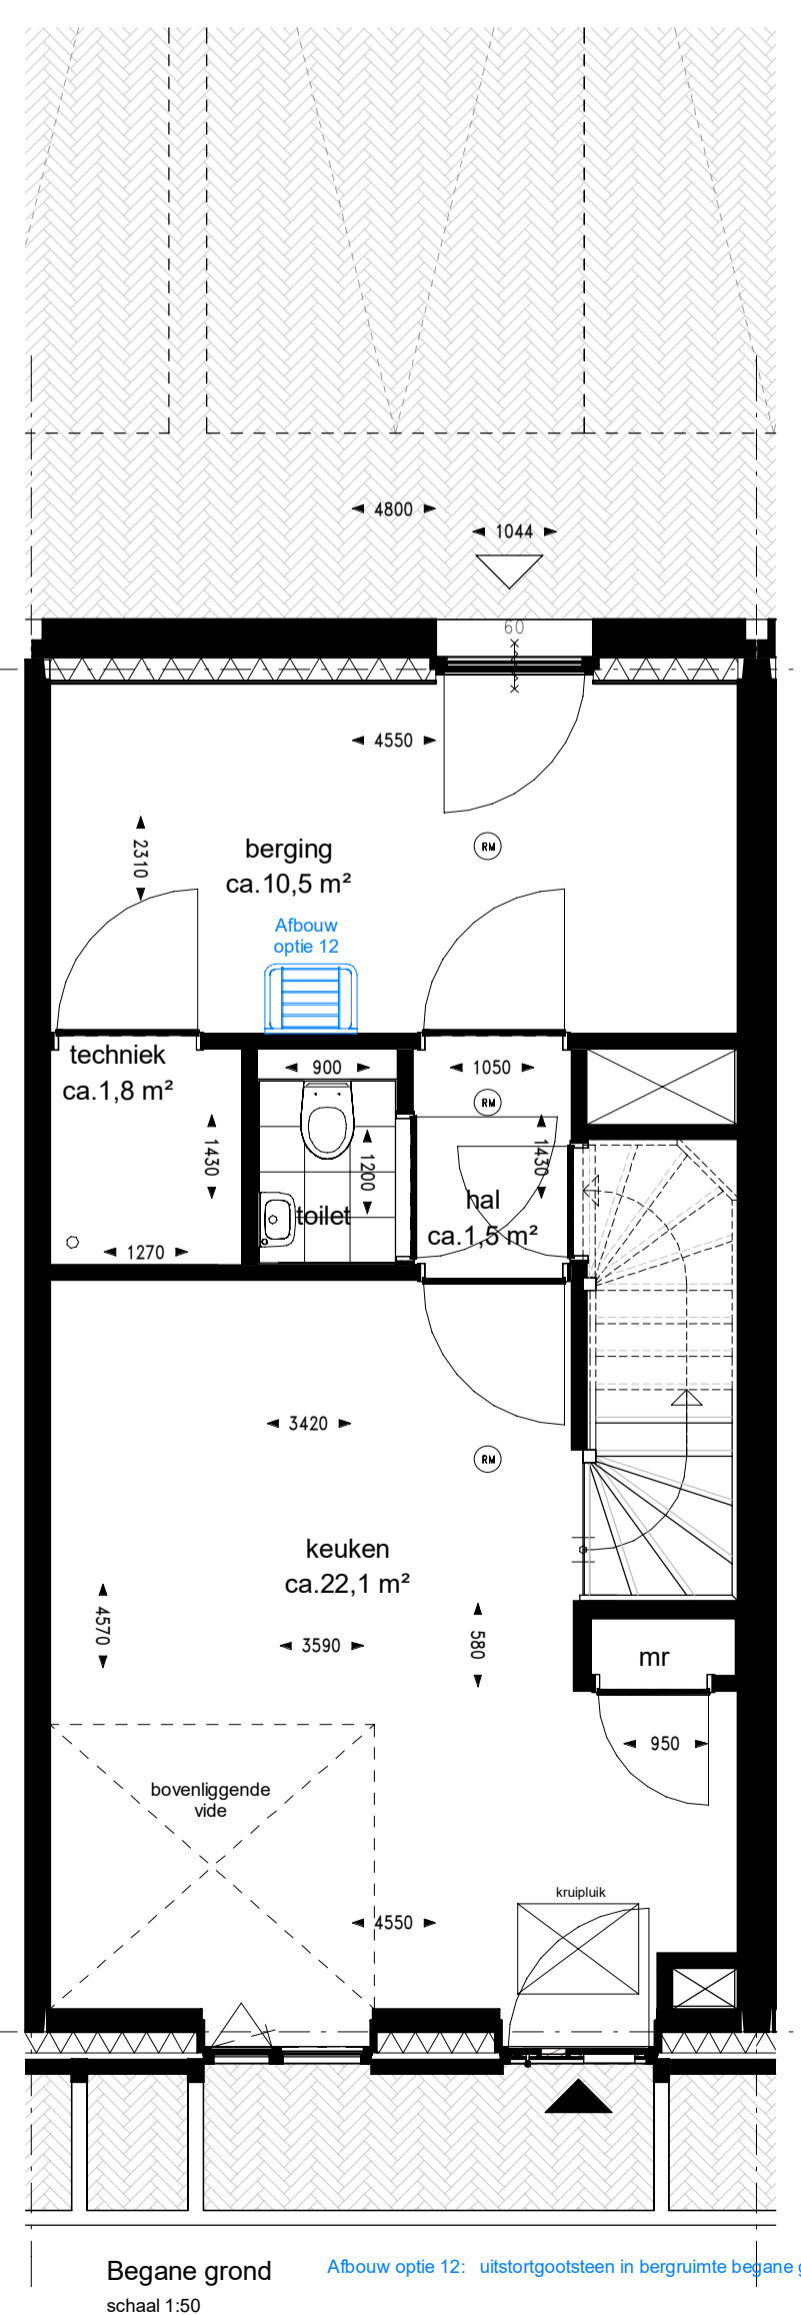 4800
1044
60
4550
2310
berging
ca.10,5 m²
RM
Afbouw
optie 12
techniek
ca.1,8 m²
900
1050
RM
1430
1200
1430
toilet
hal
ca.1,5 m²
1270
3420
RM
keuken
ca.22,1 m²
4570
3590
580
mr
950
bovenliggende
vide
kruipluik
4550
Begane grond
schaal 1:50
Afbouw optie 12: uitstortgootsteen in bergruimte begane g